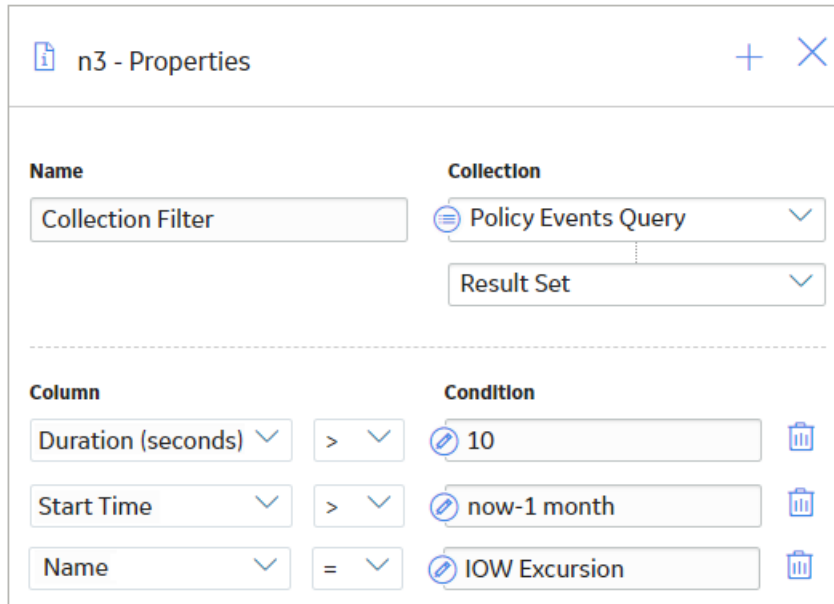 n3 - Properties
Name Collection
Collection Filter Policy Events Query
Result Set
Column Condition
Duration (seconds) > 10
Start Time > now-1 month
Name = IOW Excursion